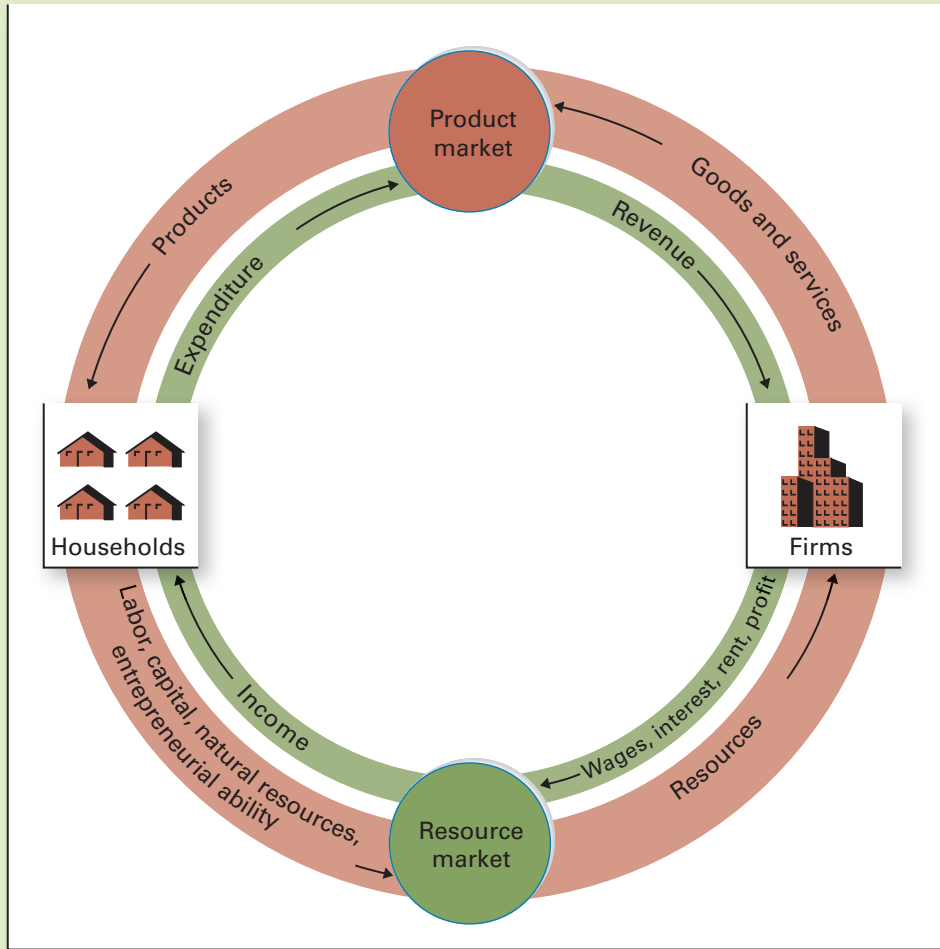 Product
market
Goods and services
Products
Revenue
Expenditure
Households
Firms
Labor, capital, natural resources,
entrepreneurial ability
Income
Wages, interest, rent, profit
Resources
Resource
market